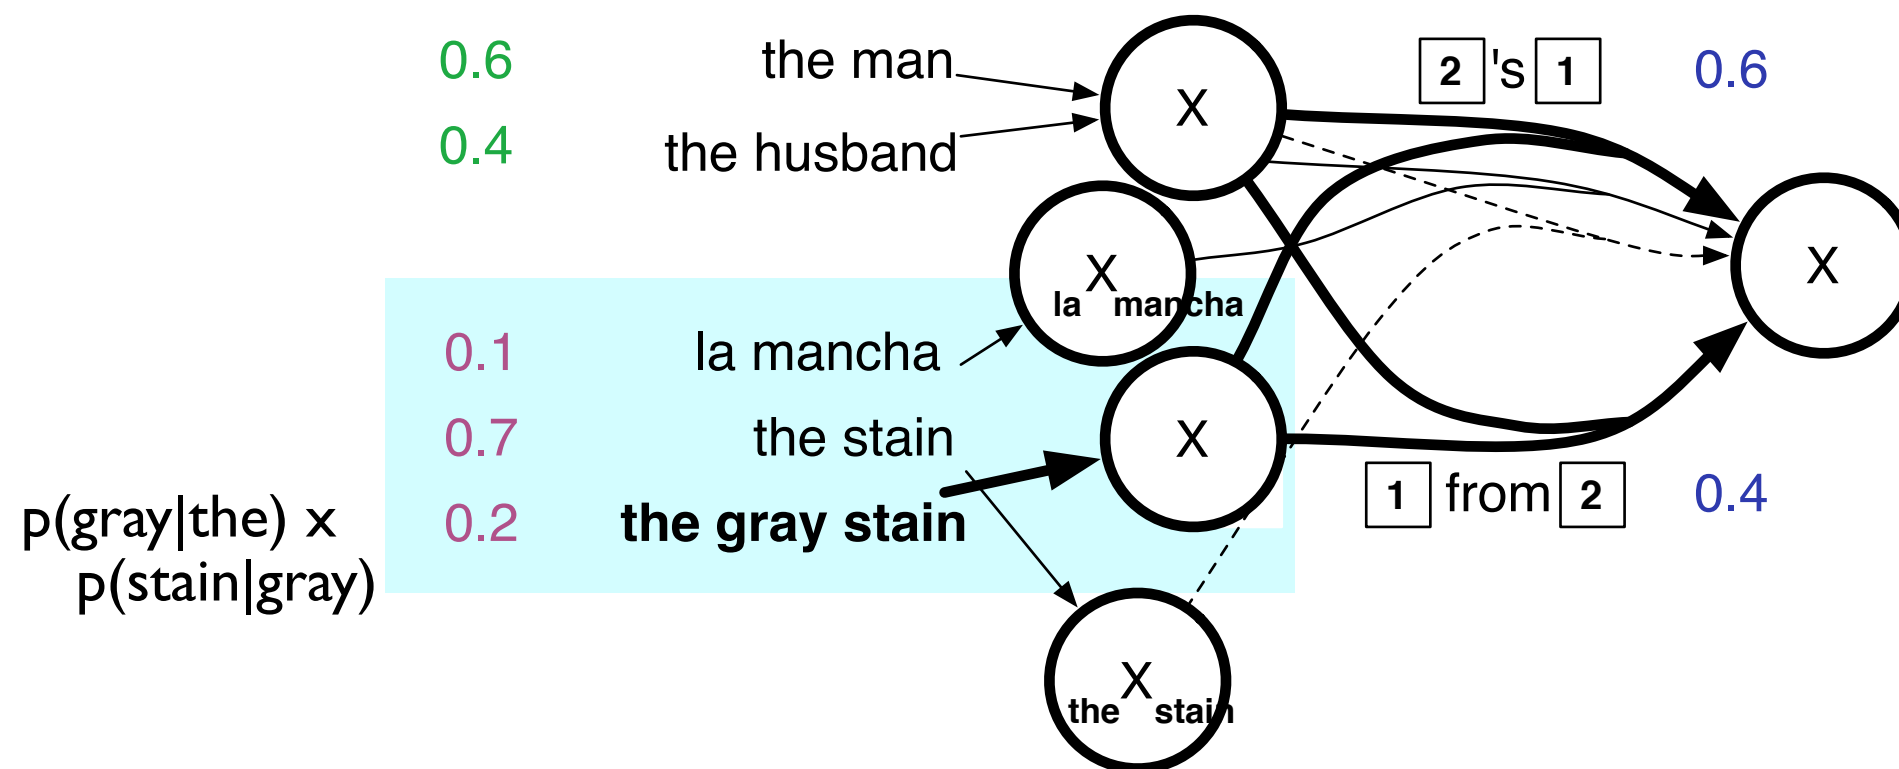 0.6 the man X 2 's 1 0.6
0.4 the husband
X
la X mancha
0.1 la mancha
0.7 the stain X
p(gray|the) x 0.2 the gray stain 1 from 2 0.4
p(stain|gray)
the X stain